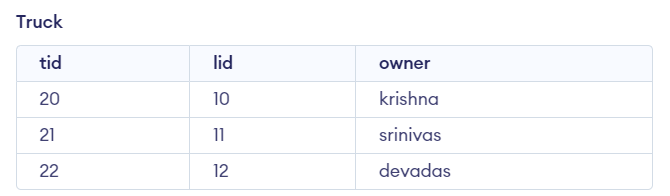 Truck
tid lid owner
20 10 krishna
21 11 srinivas
22 12 devadas